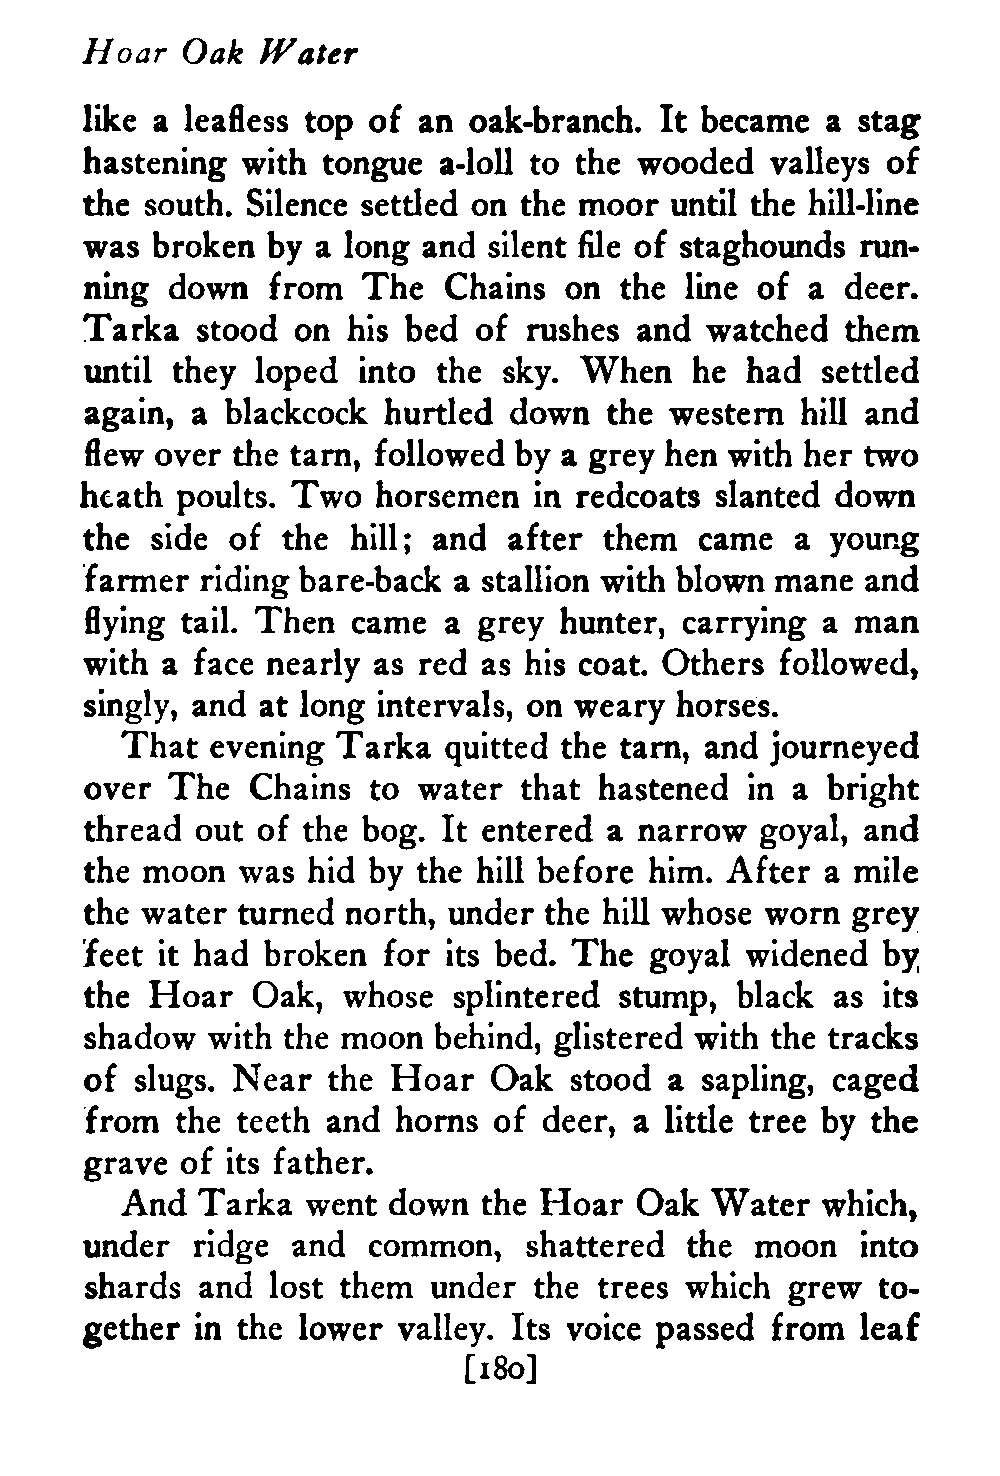 Hoar Oak Water
like a leafless top of an oak-branch. It became a stag
hastening with tongue a-loll to the wooded valleys of
the south. Silence settled on the moor until the hill-line
was broken by a long and silent file of staghounds run-
ning down from The Chains on the line of a deer.
Tarka stood on his bed of rushes and watched them
until they loped into the sky. When he had settled
again, a blackcock hurtled down the western hill and
flew over the tarn, followed by a grey hen with her two
heath poults. Two horsemen in redcoats slanted down
the side of the hill; and after them came a young
farmer riding bare-back a stallion with blown mane and
flying tail. Then came a grey hunter, carrying a man
with a face nearly as red as his coat. Others followed,
singly, and at long intervals, on weary horses.
That evening Tarka quitted the tarn, and journeyed
over The Chains to water that hastened in a bright
thread out of the bog. It entered a narrow goyal, and
the moon was hid by the hill before him. After a mile
the water turned north, under the hill whose worn grey
feet it had broken for its bed. The goyal widened by
the Hoar Oak, whose splintered stump, black as its
shadow with the moon behind, glistered with the tracks
of slugs. Near the Hoar Oak stood a sapling, caged
from the teeth and horns of deer, a little tree by the
grave of its father.
And Tarka went down the Hoar Oak Water which,
under ridge and common, shattered the moon into
shards and lost them under the trees which grew to-
gether in the lower valley. Its voice passed from leaf
[180]